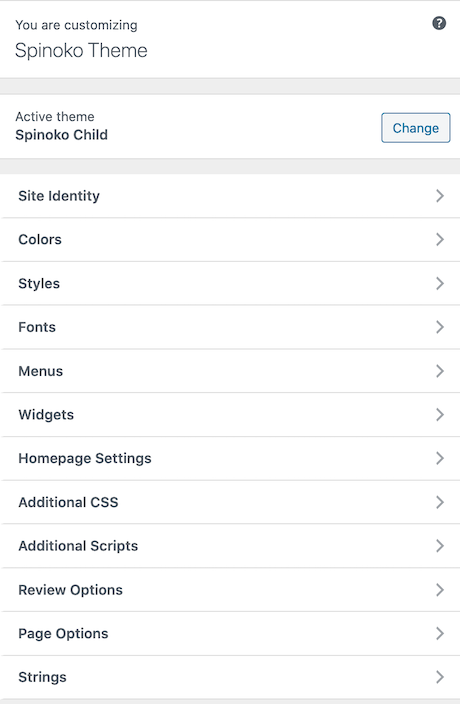 You are customizing
Spinoko Theme
Active theme
Spinoko Child
Change
Site Identity
Colors
Styles
Fonts
Menus
Widgets
Homepage Settings
Additional CSS
Additional Scripts
Review Options
Page Options
Strings